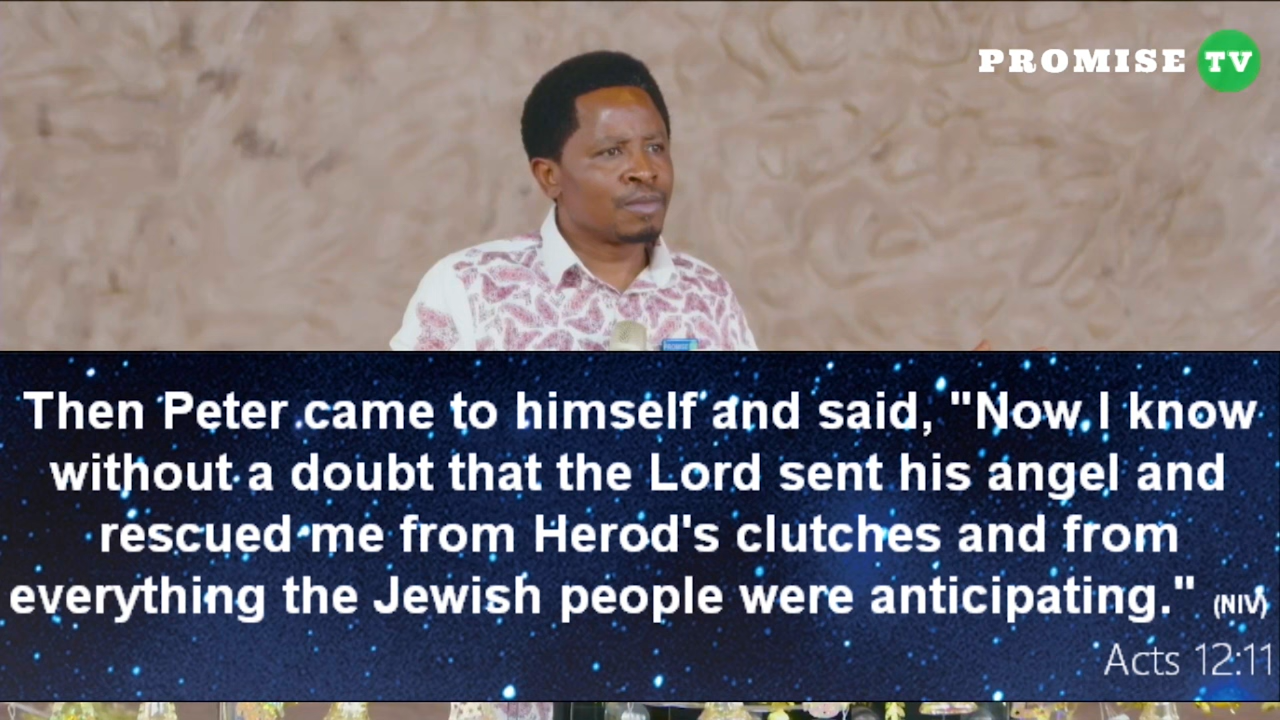 PROMISE TV
PROMISE
Then Peter came to himself and said, "Now I know
without a doubt that the Lord sent his angel and
rescued me from Herod's clutches and from
everything the Jewish people were anticipating." (NIV)
Acts 12:11